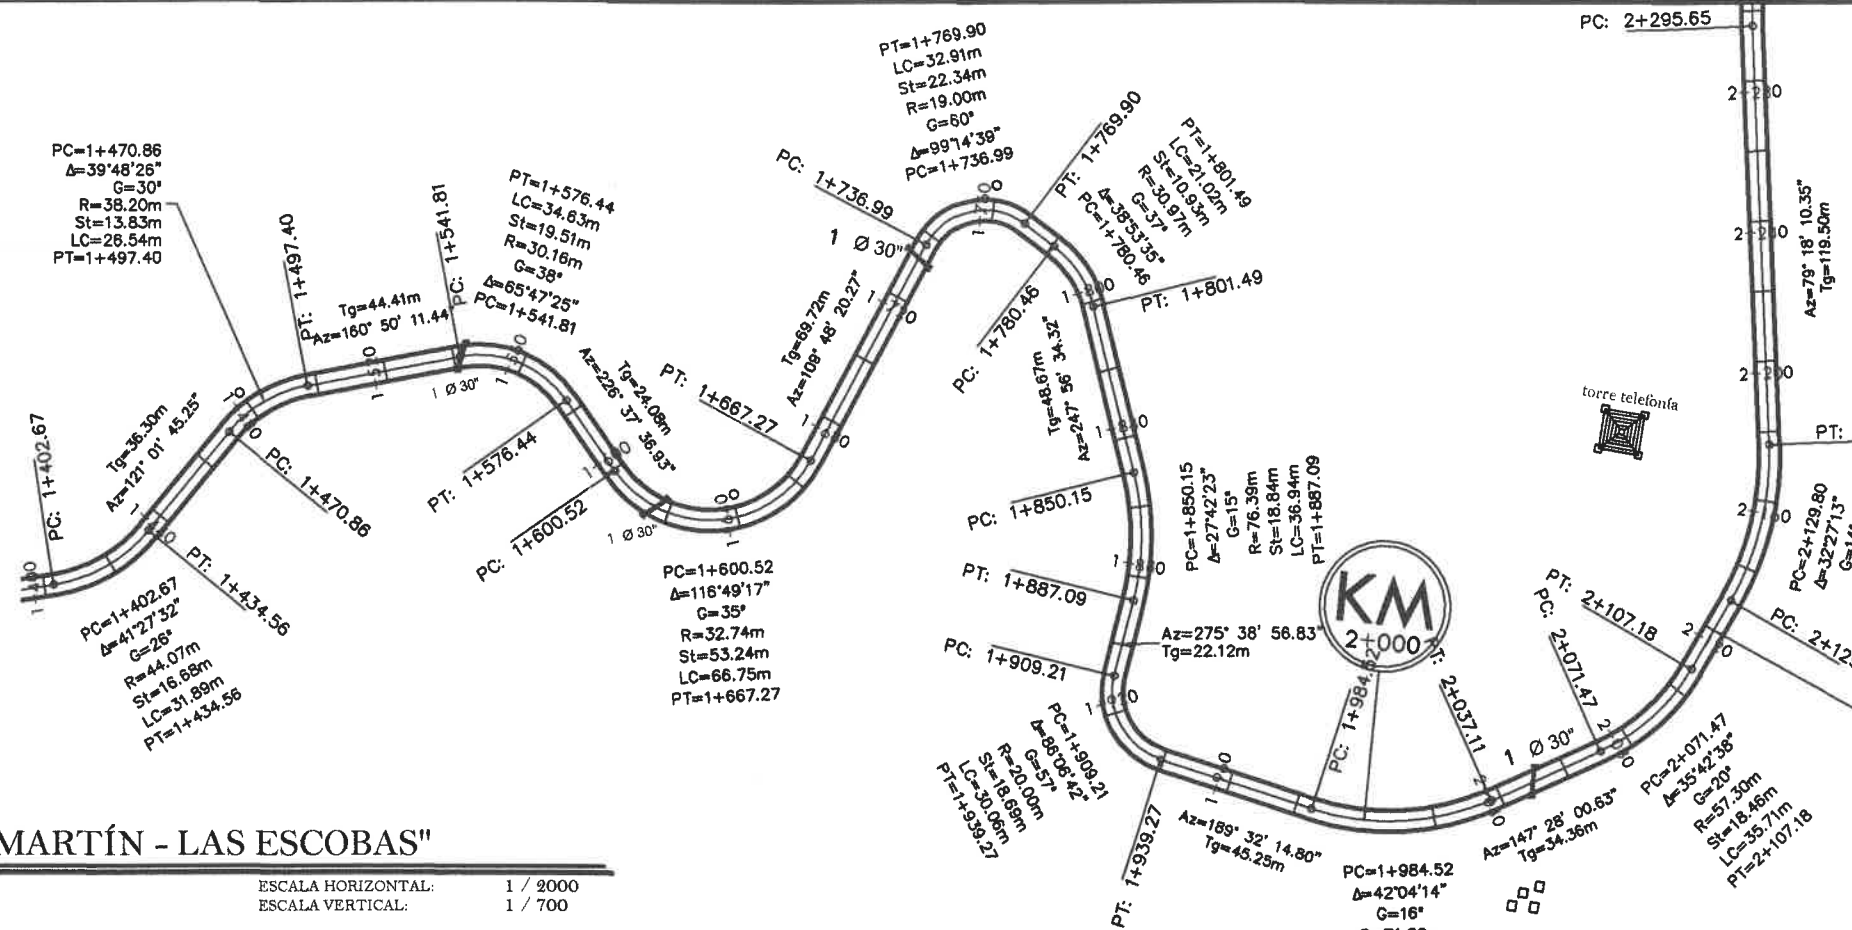 PC=1+470.86
Δ=39°48'26"
G=30°
R=38.20m
St=13.83m
LC=26.54m
PT=1+497.40
PC: 1+402.67
Tg=36.30m
Az=121° 01' 45.25"
PT: 1+434.56
PC=1+402.67
Δ=41°27'32"
G=26°
R=44.07m
St=16.68m
LC=31.89m
PT=1+434.56
PC: 1+470.86
PT: 1+497.40
Tg=44.41m
Az=160° 50' 11.44"
PC: 1+541.81
PT=1+576.44
LC=34.63m
St=19.51m
R=30.16m
G=38°
Δ=65°47'25"
PC=1+541.81
1 Ø 30"
PT: 1+576.44
Tg=24.08m
Az=226° 37' 36.93"
PC: 1+600.52
1 Ø 30"
PC=1+600.52
Δ=116°49'17"
G=35°
R=32.74m
St=53.24m
LC=66.75m
PT=1+667.27
PT: 1+667.27
Tg=69.72m
Az=109° 48' 20.27"
1 Ø 30"
PC: 1+736.99
PT=1+769.90
LC=32.91m
St=22.34m
R=19.00m
G=60°
Δ=99°14'39"
PC=1+736.99
PT: 1+769.90
PT=1+801.49
LC=21.02m
St=10.93m
R=30.97m
G=37°
Δ=38°53'35"
PC=1+780.46
PC: 1+780.46
PT: 1+801.49
Tg=48.67m
Az=247° 56' 34.32"
PC: 1+850.15
PC=1+850.15
Δ=27°42'23"
G=15°
R=76.39m
St=18.84m
LC=36.94m
PT=1+887.09
PT: 1+887.09
Az=275° 38' 56.83"
Tg=22.12m
PC: 1+909.21
PC=1+909.21
Δ=86°06'42"
G=57°
R=20.00m
St=18.69m
LC=30.06m
PT=1+939.27
PT: 1+939.27
Az=189° 32' 14.80"
Tg=45.25m
KM
2+000
PC: 1+984.52
PT: 2+037.11
PC=1+984.52
Δ=42°04'14"
G=16°
1 Ø 30"
Az=147° 28' 00.63"
Tg=34.36m
PC: 2+071.47
PT: 2+107.18
PC=2+071.47
Δ=35°42'38"
G=20°
R=57.30m
St=18.46m
LC=35.71m
PT=2+107.18
PC: 2+12
PC=2+129.80
Δ=32°27'13"
PT:
torre telefonía
Az=79° 18' 10.35"
Tg=119.50m
PC: 2+295.65
MARTÍN - LAS ESCOBAS"
ESCALA HORIZONTAL: 1 / 2000
ESCALA VERTICAL: 1 / 700